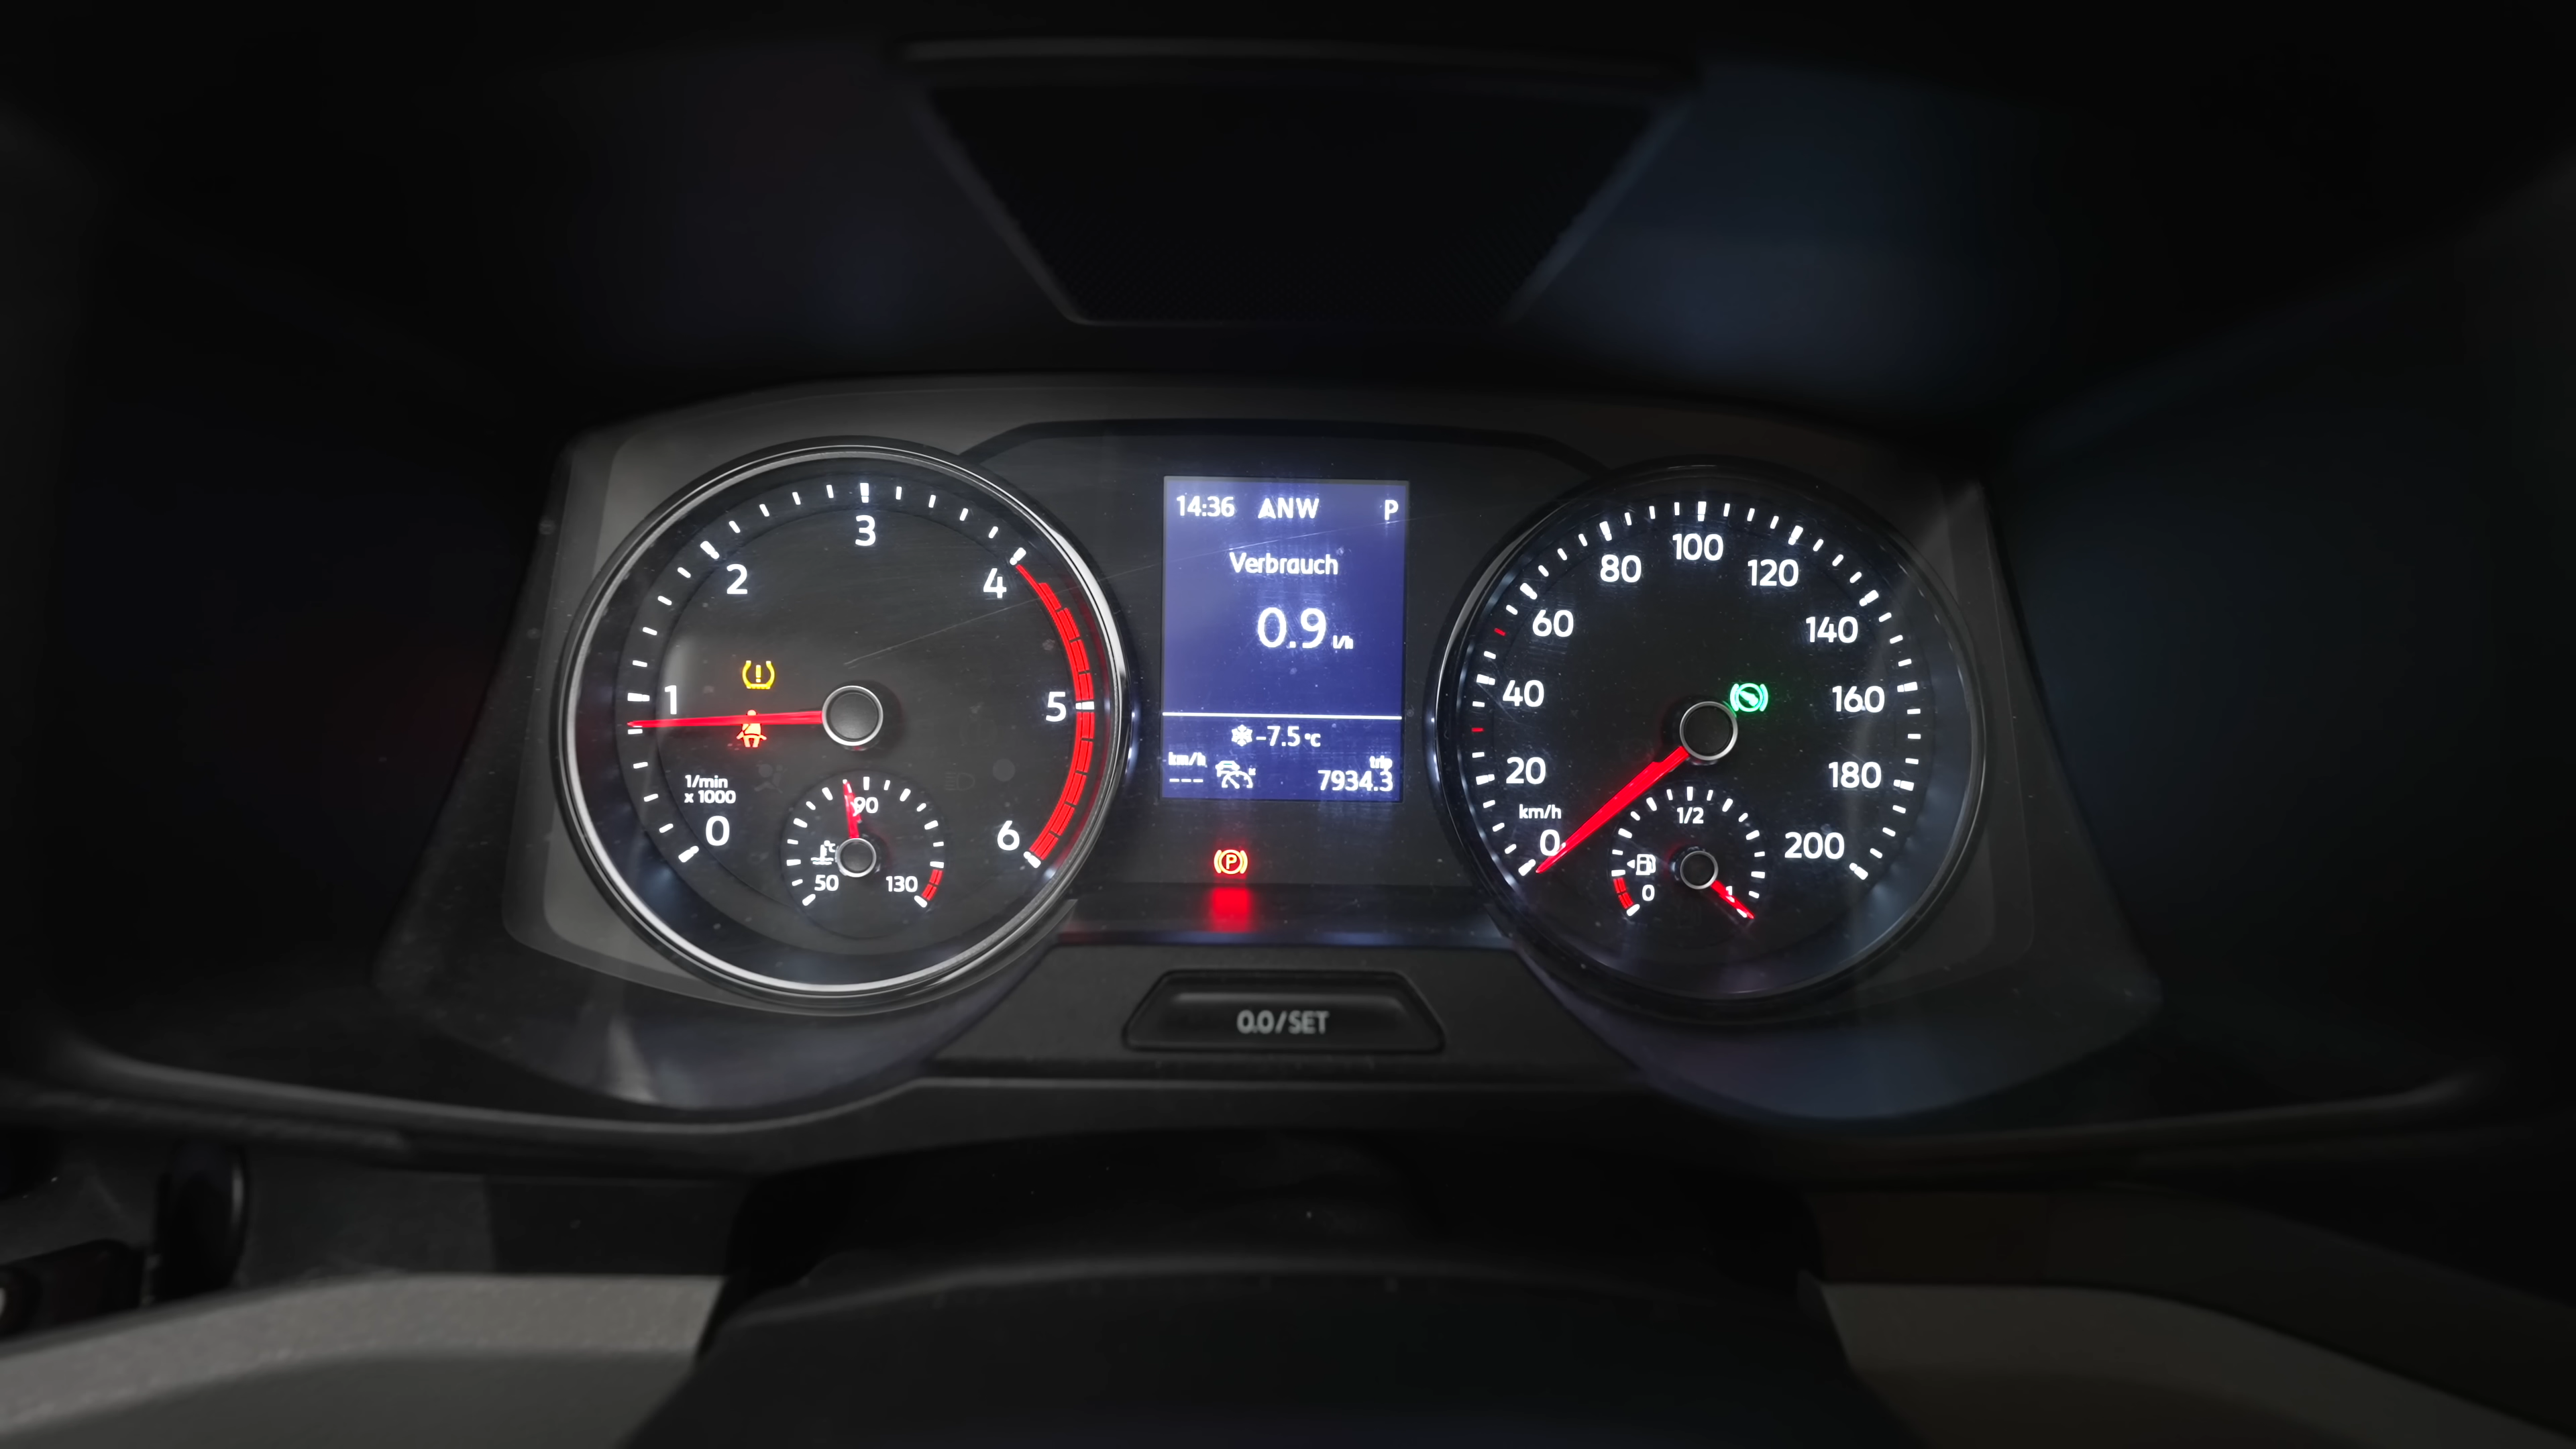 0
1
2
3
4
5
6
1/min
x 1000
50
90
130
°C
14:36 ANW P
Verbrauch
0.9 l/h
-7.5 °C
km/h
---
trip
7934.3
P
0
20
40
60
80
100
120
140
160
180
200
km/h
0
1/2
1
0.0/SET